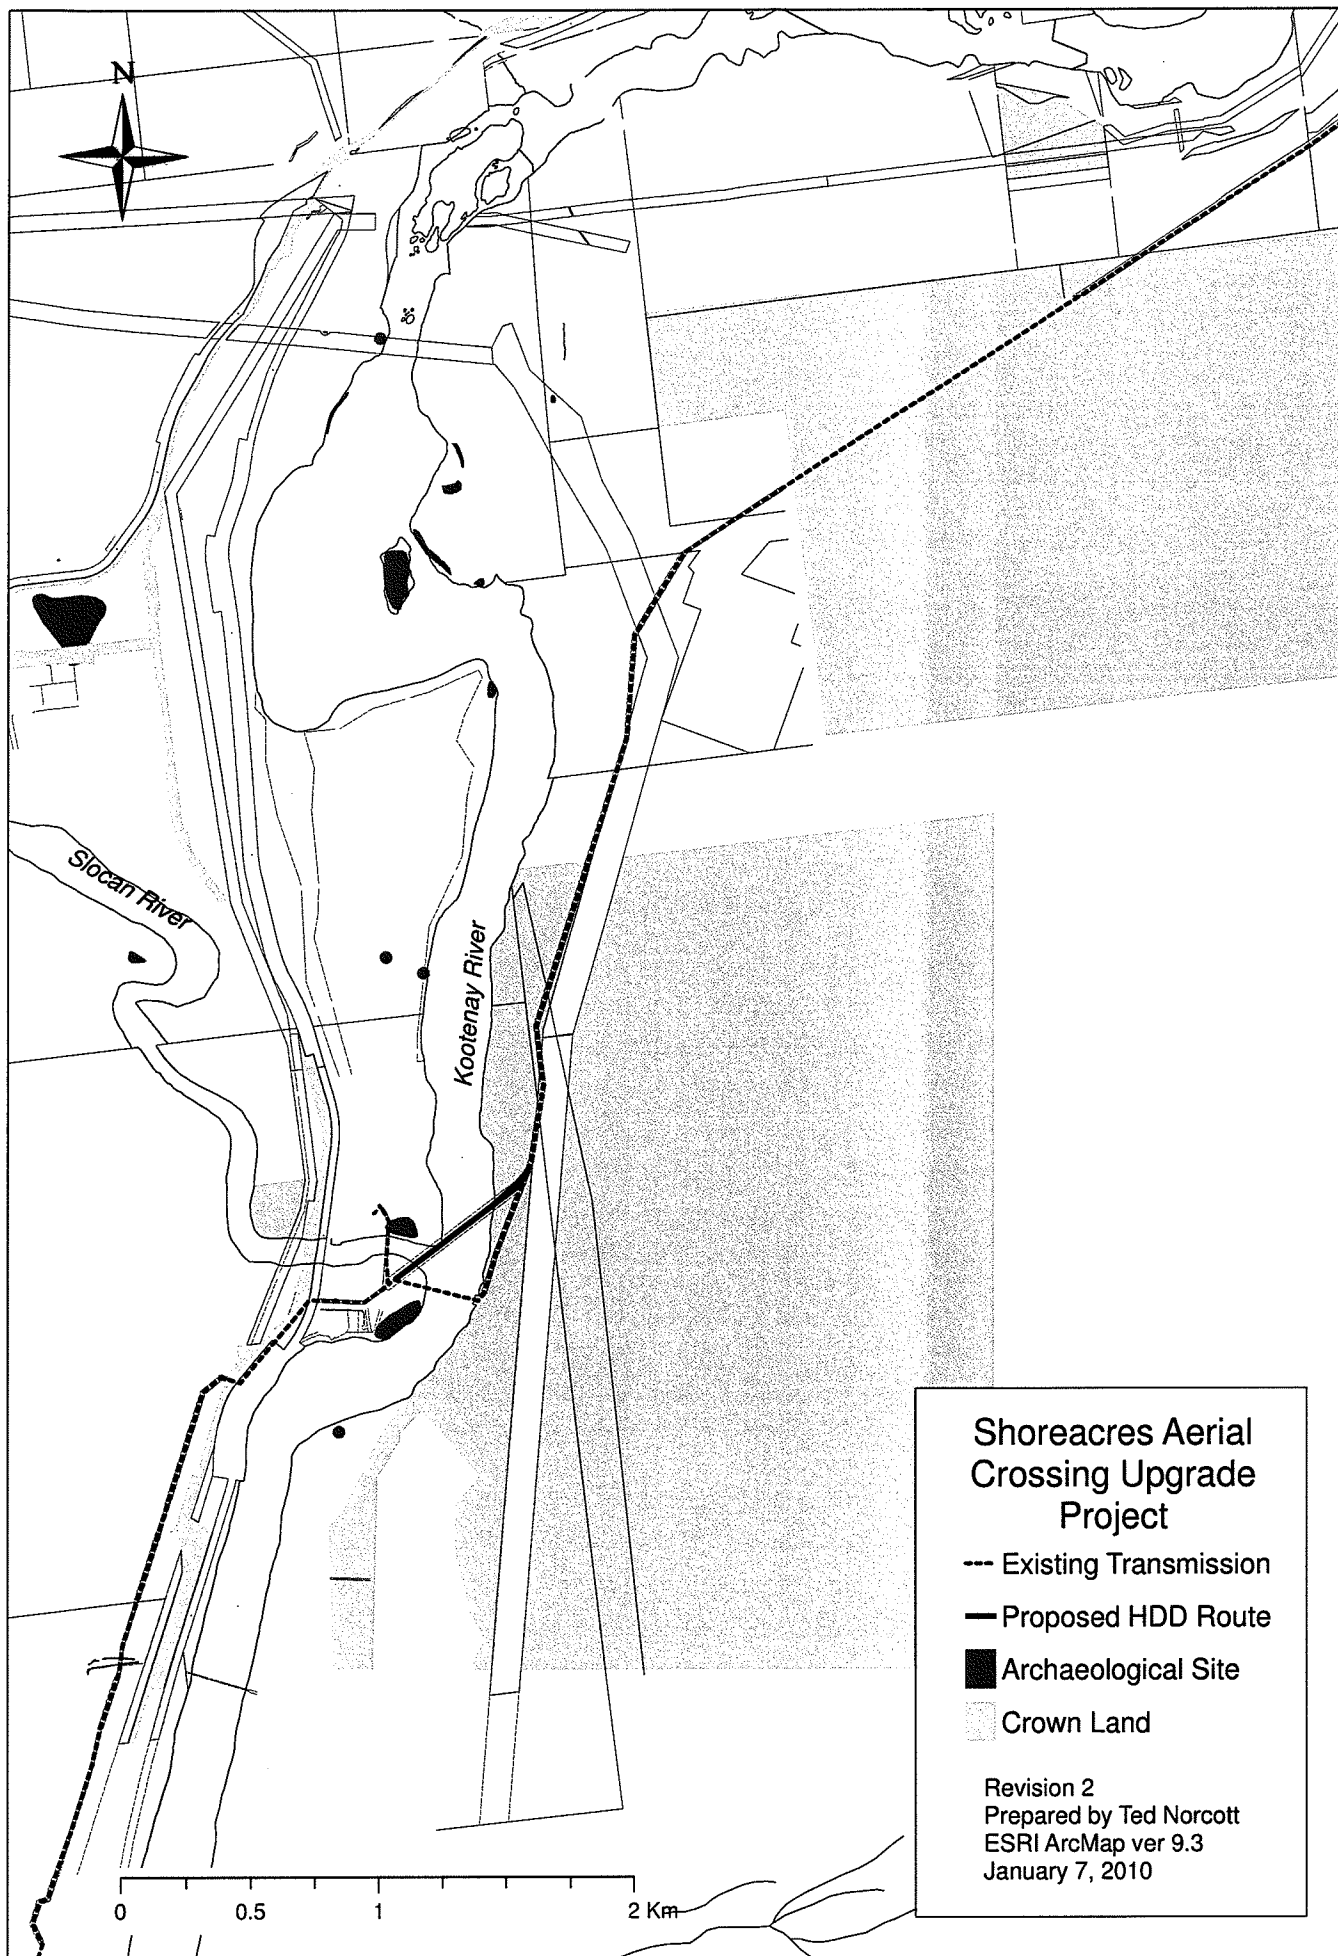 N
Slocan River
Kootenay River
Shoreacres Aerial
Crossing Upgrade
Project
Existing Transmission
Proposed HDD Route
Archaeological Site
Crown Land
Revision 2
Prepared by Ted Norcott
ESRI ArcMap ver 9.3
January 7, 2010
0 0.5 1 2 Km